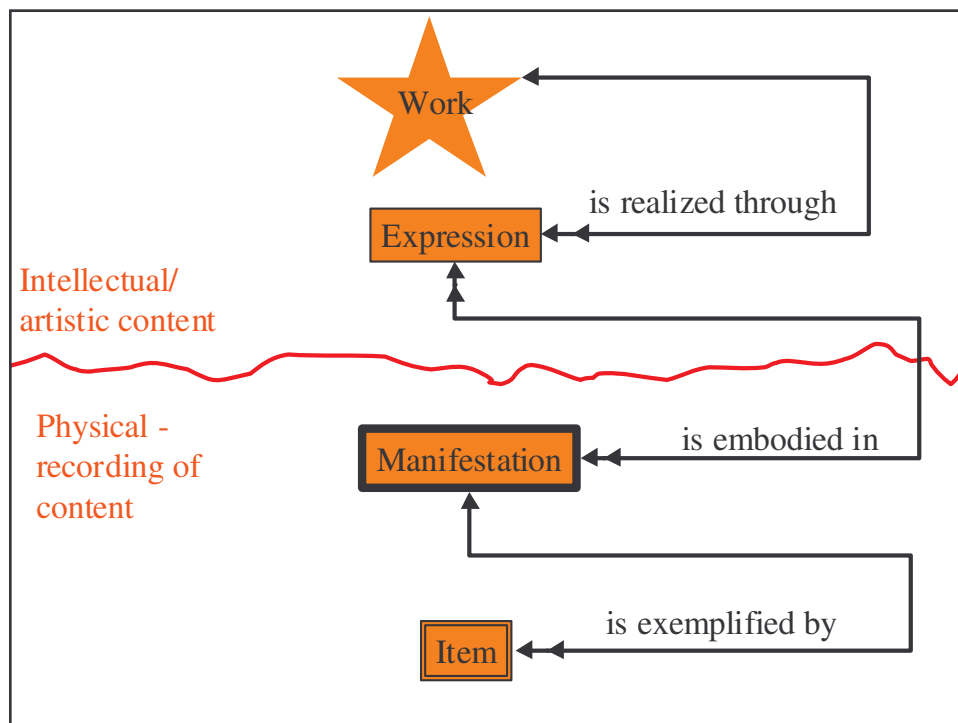 Work
is realized through
Expression
Intellectual/
artistic content
Physical -
recording of
content
is embodied in
Manifestation
is exemplified by
Item